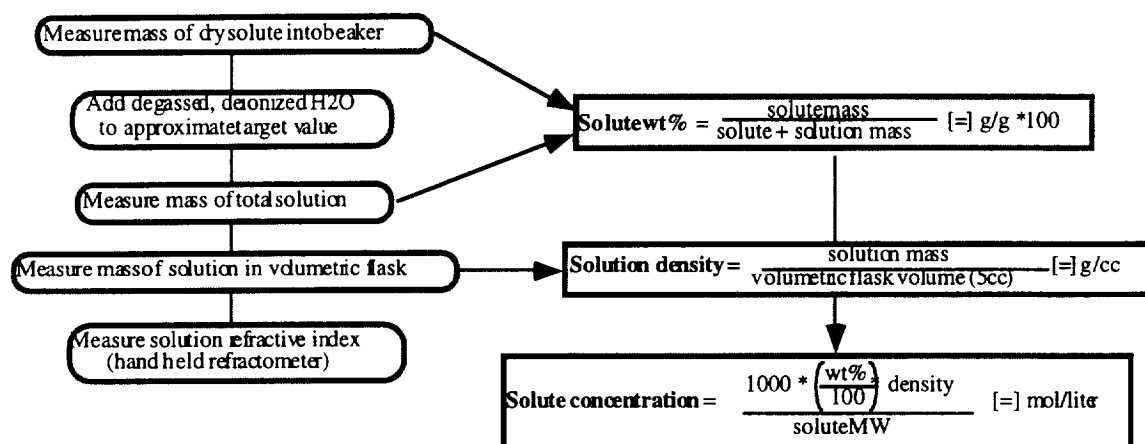 Measure mass of dry solute into beaker
Add degassed, deionized H2O
to approximate target value
Measure mass of total solution
Measure mass of solution in volumetric flask
Measure solution refractive index
(hand held refractometer)
Solute wt% = solute mass / solute + solution mass [=] g/g *100
Solution density = solution mass / volumetric flask volume (5cc) [=] g/cc
Solute concentration = 1000 * (wt% / 100) density / solute MW [=] mol/liter